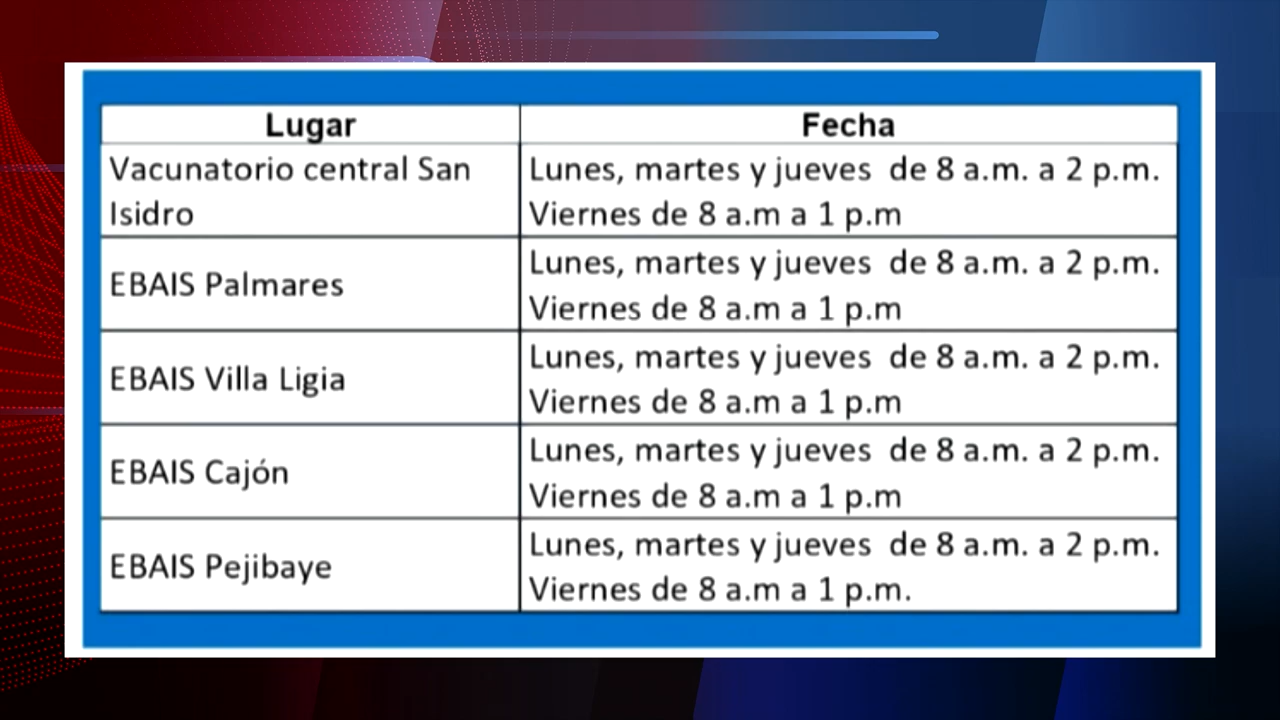 Lugar
Fecha
Vacunatorio central San
Isidro
Lunes, martes y jueves  de 8 a.m. a 2 p.m.
Viernes de 8 a.m a 1 p.m
EBAIS Palmares
Lunes, martes y jueves  de 8 a.m. a 2 p.m.
Viernes de 8 a.m a 1 p.m
EBAIS Villa Ligia
Lunes, martes y jueves  de 8 a.m. a 2 p.m.
Viernes de 8 a.m a 1 p.m
EBAIS Cajón
Lunes, martes y jueves  de 8 a.m. a 2 p.m.
Viernes de 8 a.m a 1 p.m
EBAIS Pejibaye
Lunes, martes y jueves  de 8 a.m. a 2 p.m.
Viernes de 8 a.m a 1 p.m.